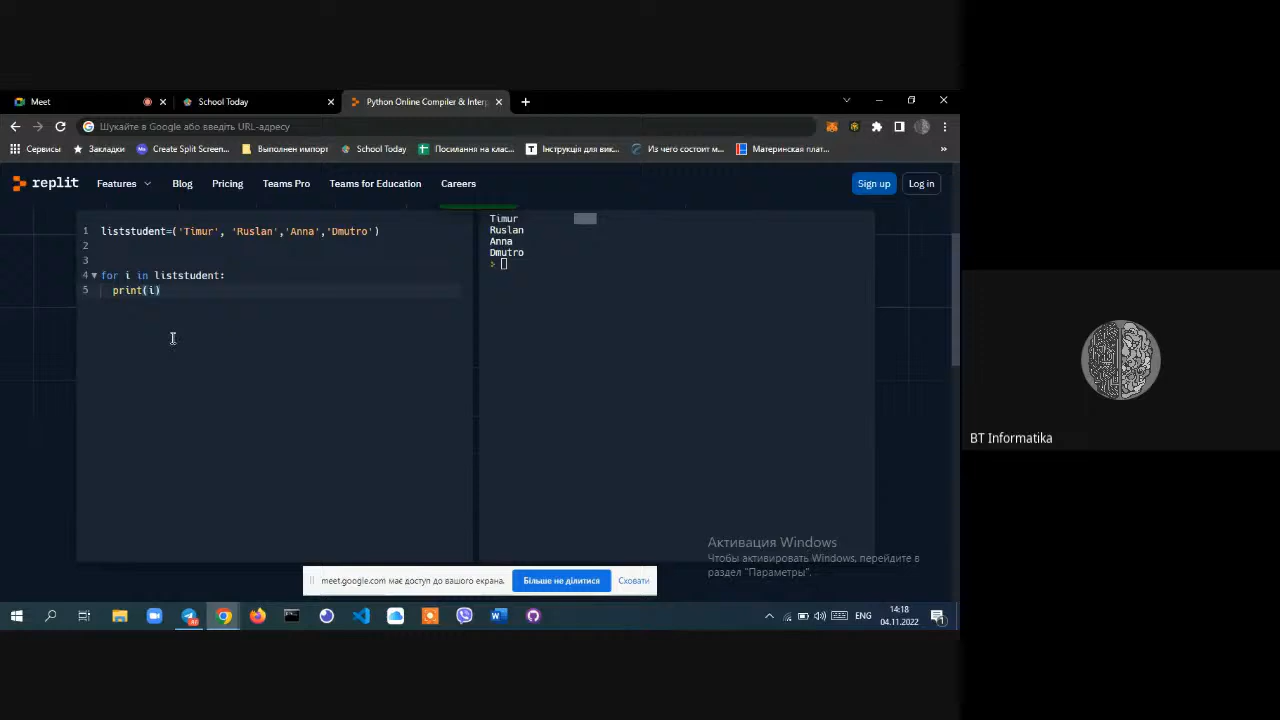 Meet
School Today
Python Online Compiler & Interp
Шукайте в Google або введіть URL-адресу
Сервисы
Закладки
Create Split Screen...
Выполнен импорт
School Today
Посилання на клас...
Інструкція для вик...
Из чего состоит м...
Материнская плат...
»
replit
Features
Blog
Pricing
Teams Pro
Teams for Education
Careers
Sign up
Log in
1 liststudent=('Timur', 'Ruslan','Anna','Dmutro')
2
3
4 for i in liststudent:
5 print(i)
Timur
Ruslan
Anna
Dmutro
>
BT Informatika
Активация Windows
Чтобы активировать Windows, перейдите в
раздел "Параметры".
meet.google.com має доступ до вашого екрана.
Більше не ділитися
Сховати
ENG
14:18
04.11.2022
1